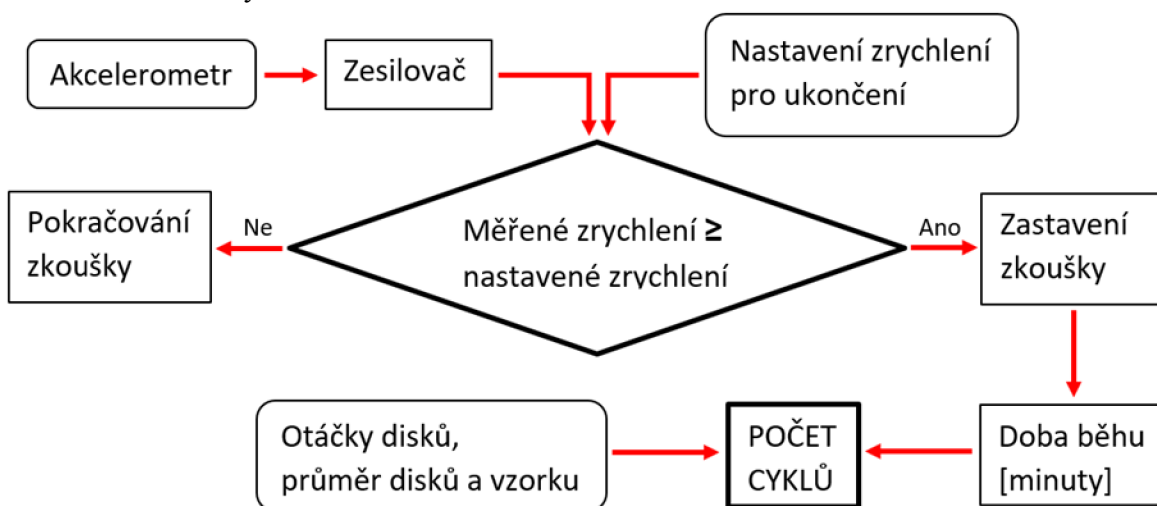 Akcelerometr
Zesilovač
Nastavení zrychlení
pro ukončení
Pokračování
zkoušky
Ne
Měřené zrychlení ≥
nastavené zrychlení
Ano
Zastavení
zkoušky
Otáčky disků,
průměr disků a vzorku
POČET
CYKLŮ
Doba běhu
[minuty]